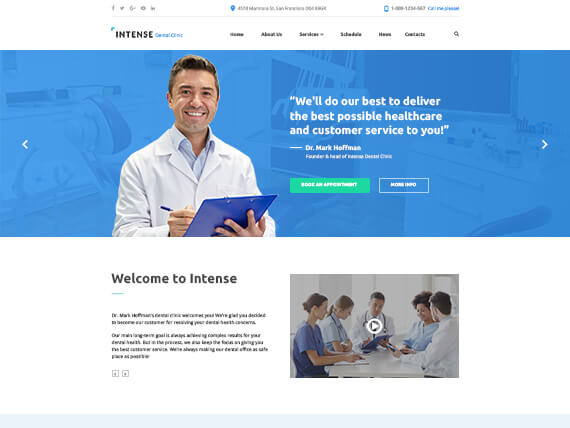 4578 Marmora St, San Francisco D04 89GR
1-800-1234-567 Call me please!
INTENSE Dental Clinic
Home About Us Services Schedule News Contacts
“We'll do our best to deliver
the best possible healthcare
and customer service to you!”
Dr. Mark Hoffman
Founder & head of Intense Dental Clinic
BOOK AN APPOINTMENT MORE INFO
Welcome to Intense
Dr. Mark Hoffman's dental clinic welcomes you! We're glad you decided
to become our customer for resolving your dental health concerns.
Our main long-term goal is always achieving complex results for your
dental health. But in the process, we also keep the focus on giving you
the best customer service. We're always making our dental office as safe
place as possible!